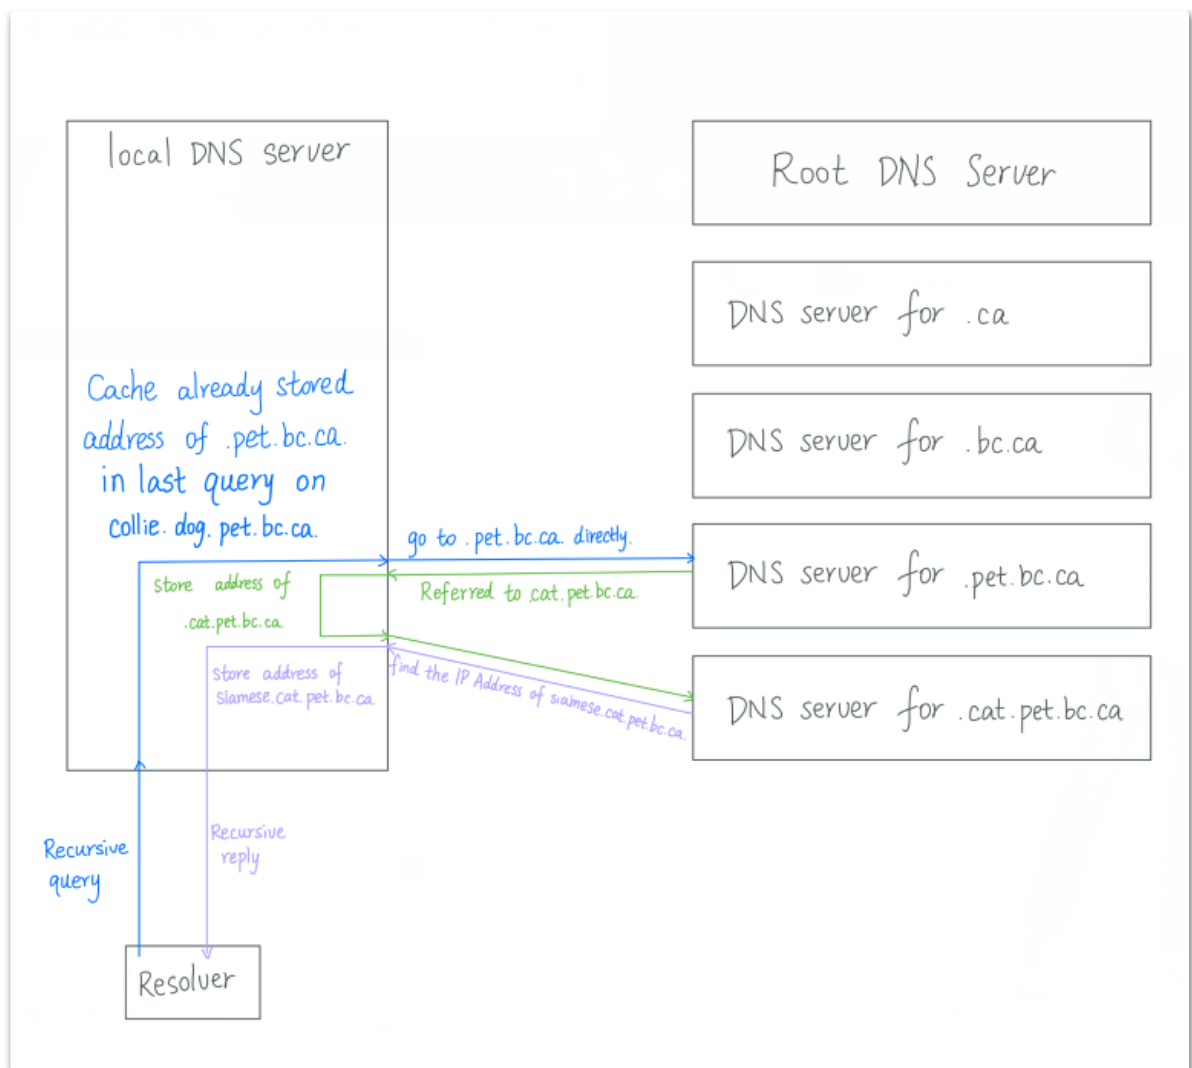 local DNS server
Root DNS Server
DNS server for .ca
DNS server for .bc.ca
DNS server for .pet.bc.ca
DNS server for .cat.pet.bc.ca
Cache already stored
address of .pet.bc.ca.
in last query on
collie.dog.pet.bc.ca.
go to .pet.bc.ca. directly.
Store address of
.cat.pet.bc.ca.
Referred to .cat.pet.bc.ca.
Store address of
Siamese.cat.pet.bc.ca.
find the IP Address of siamese.cat.pet.bc.ca.
Recursive
query
Recursive
reply
Resolver